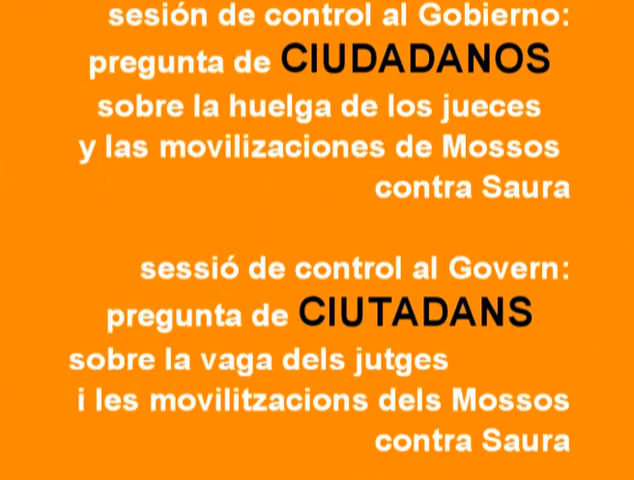 sesión de control al Gobierno:
pregunta de CIUDADANOS
sobre la huelga de los jueces
y las movilizaciones de Mossos
contra Saura
sessió de control al Govern:
pregunta de CIUTADANS
sobre la vaga dels jutges
i les movilitzacions dels Mossos
contra Saura